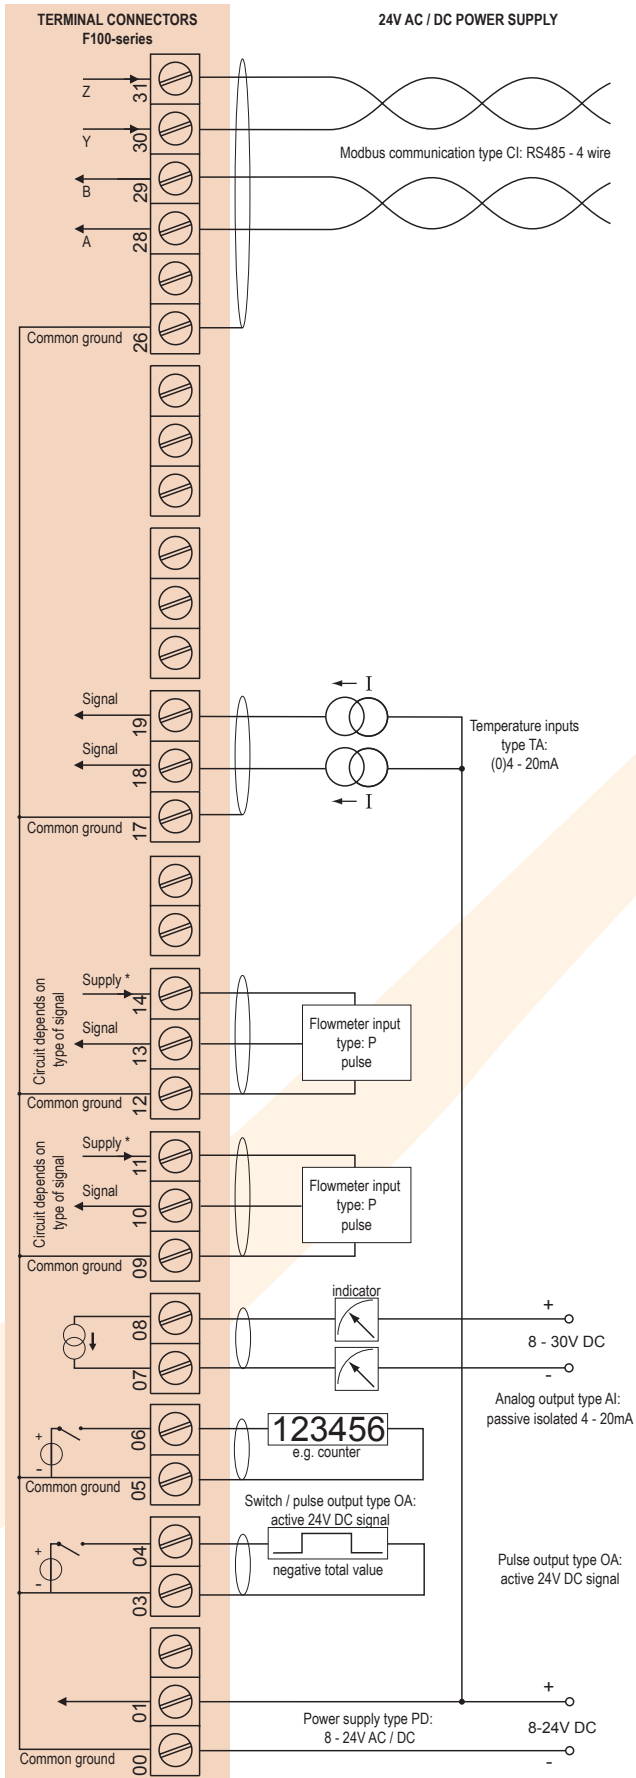 TERMINAL CONNECTORS
F100-series
24V AC / DC POWER SUPPLY
Z
31
Y
30
Modbus communication type CI: RS485 - 4 wire
B
29
A
28
Common ground
26
I
Signal
19
Temperature inputs
type TA:
(0)4 - 20mA
Signal
18
I
Common ground
17
Circuit depends on
type of signal
Supply *
14
Signal
13
Flowmeter input
type: P
pulse
Common ground
12
Circuit depends on
type of signal
Supply *
11
Signal
10
Flowmeter input
type: P
pulse
Common ground
09
indicator
08
+
8 - 30V DC
07
-
Analog output type AI:
passive isolated 4 - 20mA
06
+
-
123456
e.g. counter
Common ground
05
Switch / pulse output type OA:
active 24V DC signal
04
+
-
negative total value
03
Pulse output type OA:
active 24V DC signal
01
+
Power supply type PD:
8 - 24V AC / DC
8-24V DC
Common ground
00
-